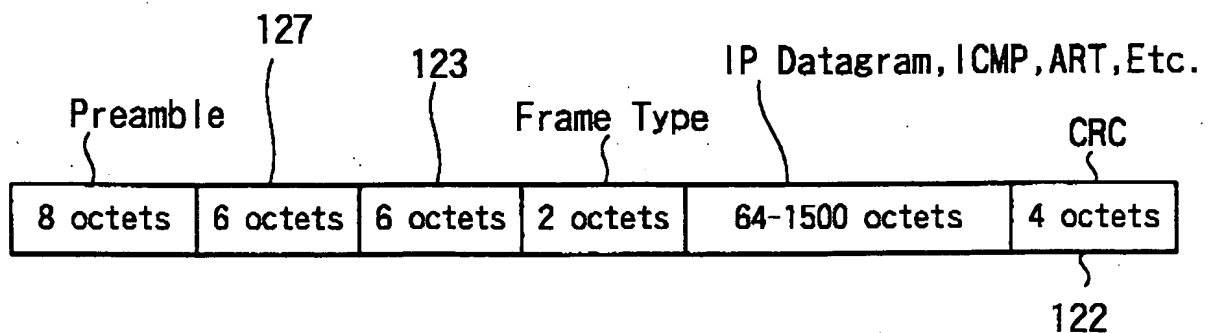 127
123
IP Datagram,ICMP,ART,Etc.
Preamble
Frame Type
CRC
8 octets
6 octets
6 octets
2 octets
64-1500 octets
4 octets
122